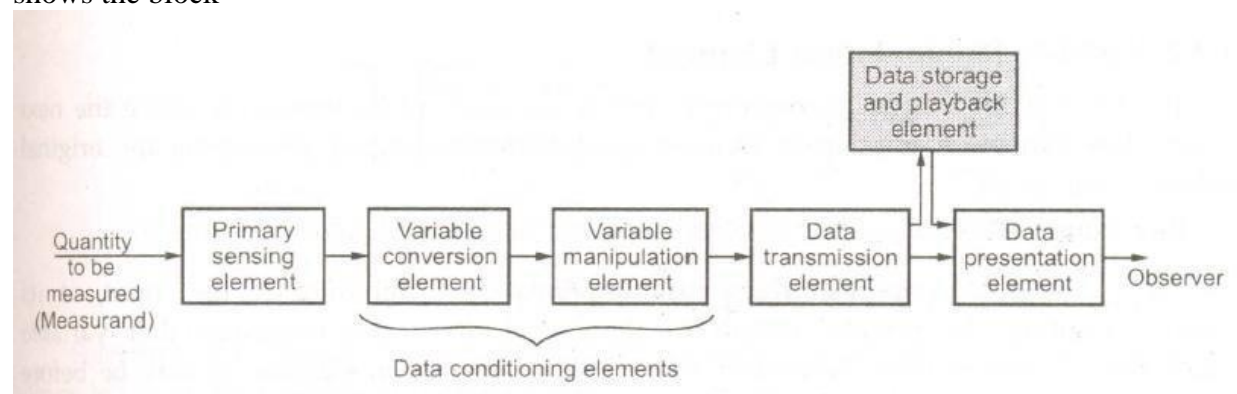 shows the block
Data storage
and playback
element
Quantity
to be
measured
(Measurand)
Primary
sensing
element
Variable
conversion
element
Variable
manipulation
element
Data
transmission
element
Data
presentation
element
Observer
Data conditioning elements